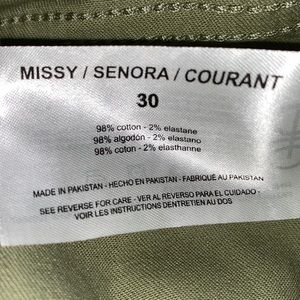 MISSY / SENORA / COURANT
30
98% cotton - 2% elastane
98% algodón - 2% elastano
98% coton - 2% elasthanne
MADE IN PAKISTAN - HECHO EN PAKISTAN - FABRIQUÉ AU PAKISTAN
SEE REVERSE FOR CARE - VER AL REVERSO PARA EL CUIDADO -
VOIR LES INSTRUCTIONS DENTRETIEN AU DOS